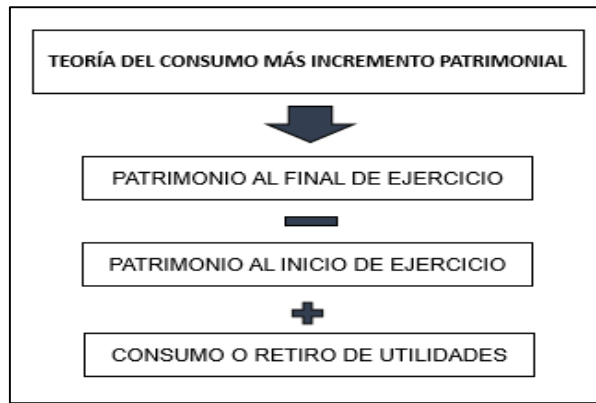 TEORÍA DEL CONSUMO MÁS INCREMENTO PATRIMONIAL
PATRIMONIO AL FINAL DE EJERCICIO
PATRIMONIO AL INICIO DE EJERCICIO
CONSUMO O RETIRO DE UTILIDADES